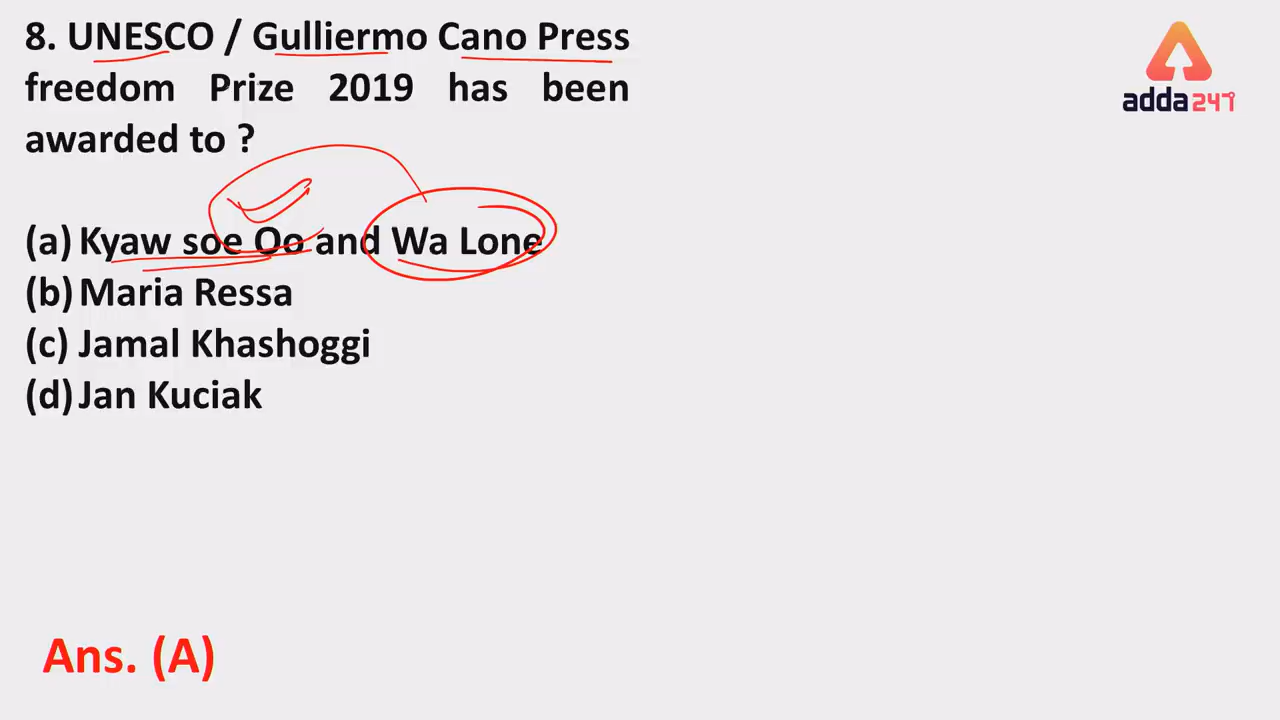 8. UNESCO / Gulliermo Cano Press
freedom Prize 2019 has been
awarded to ?
(a) Kyaw soe Oo and Wa Lone
(b) Maria Ressa
(c) Jamal Khashoggi
(d) Jan Kuciak
Ans. (A)
adda247